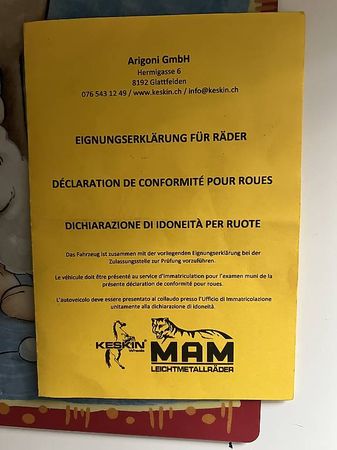 Arigoni GmbH
Hermigasse 6
8192 Glattfelden
076 543 12 49 / www.keskin.ch / info@keskin.ch
EIGNUNGSERKLÄRUNG FÜR RÄDER
DÉCLARATION DE CONFORMITÉ POUR ROUES
DICHIARAZIONE DI IDONEITÀ PER RUOTE
Das Fahrzeug ist zusammen mit der vorliegenden Eignungserklärung bei der
Zulassungsstelle zur Prüfung vorzuführen.
Le véhicule doit être présenté au service d'immatriculation pour l'examen muni de la
présente déclaration de conformité pour roues.
L'autoveicolo deve essere presentato al collaudo presso l'Ufficio di Immatricolazione
unitamente alla dichiarazione di idoneità.
KESKIN
Wheels
MAM
LEICHTMETALLRÄDER